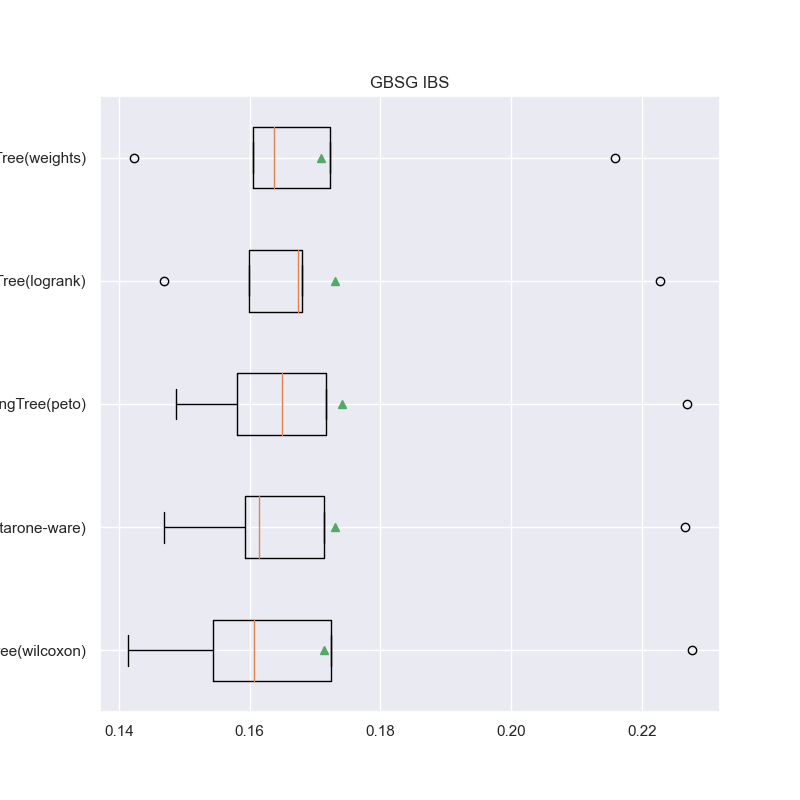 GBSG IBS
Tree(weights)
Tree(logrank)
ngTree(peto)
tarone-ware)
ree(wilcoxon)
0.14 0.16 0.18 0.20 0.22